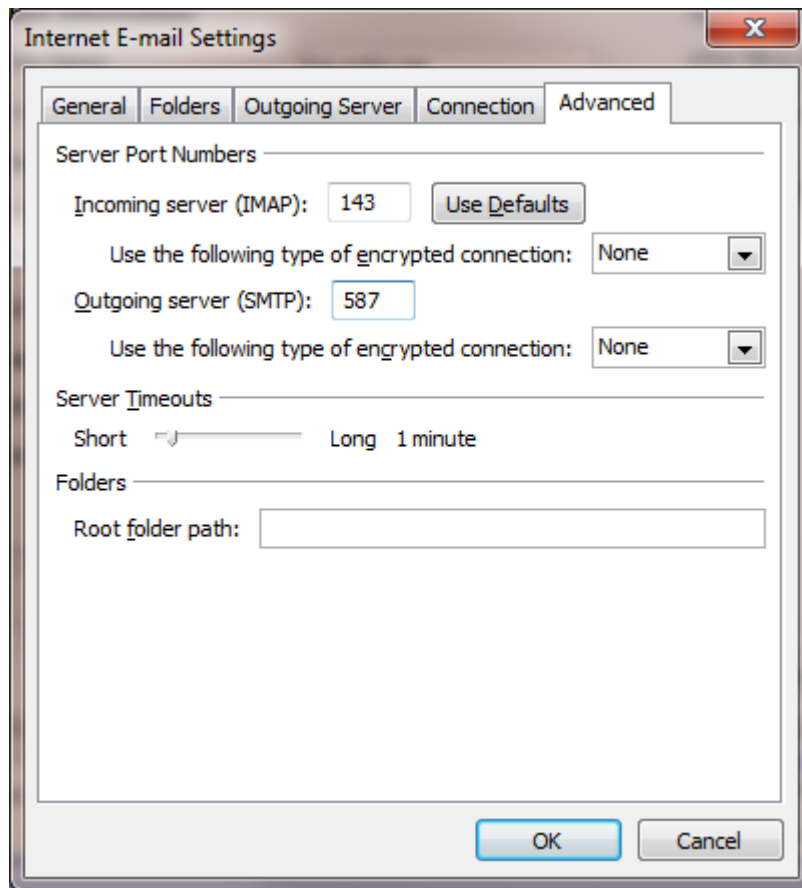 Internet E-mail Settings
General Folders Outgoing Server Connection Advanced
Server Port Numbers
Incoming server (IMAP): 143 Use Defaults
Use the following type of encrypted connection: None
Outgoing server (SMTP): 587
Use the following type of encrypted connection: None
Server Timeouts
Short Long 1 minute
Folders
Root folder path:
OK Cancel